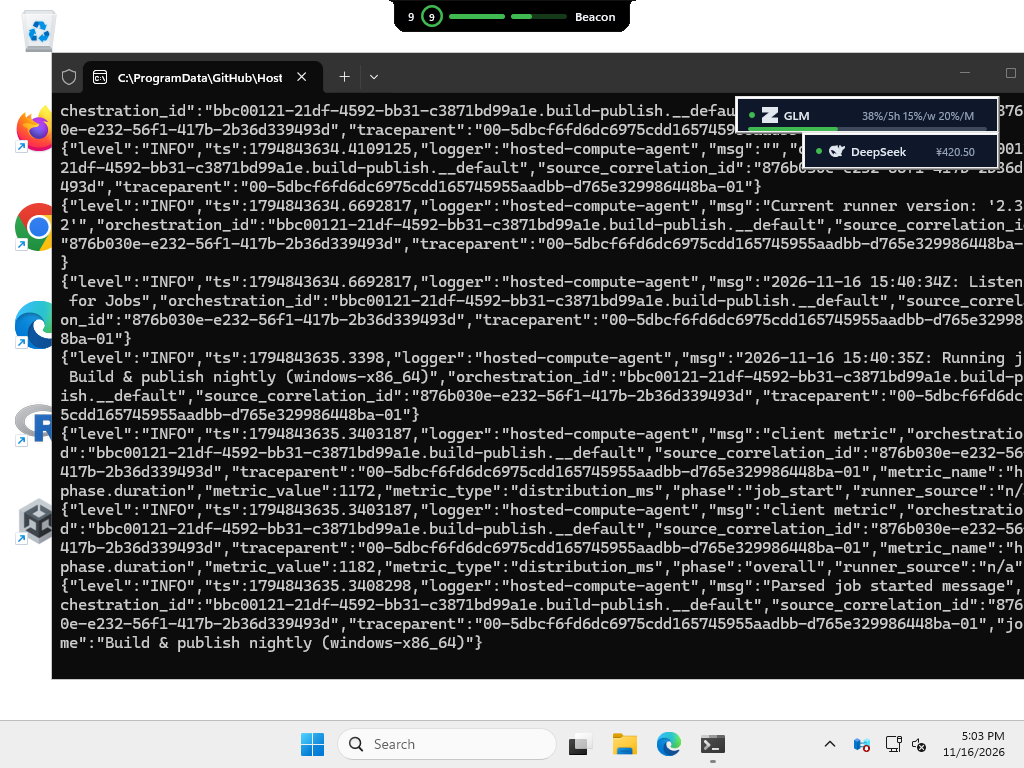 9 9 Beacon
C:\ProgramData\GitHub\Host
GLM 38%/5h 15%/w 20%/M
DeepSeek ¥420.50
chestration_id":"bbc00121-21df-4592-bb31-c3871bd99a1e.build-publish.__defau
0e-e232-56f1-417b-2b36d339493d","traceparent":"00-5dbcf6fd6dc6975cdd165745955
{"level":"INFO","ts":1794843634.4109125,"logger":"hosted-compute-agent","msg":"","
21df-4592-bb31-c3871bd99a1e.build-publish.__default","source_correlation_id":"876b030e-e232-56f1-417b-2b36d
493d","traceparent":"00-5dbcf6fd6dc6975cdd165745955aadbb-d765e329986448ba-01"}
{"level":"INFO","ts":1794843634.6692817,"logger":"hosted-compute-agent","msg":"Current runner version: '2.3
2'","orchestration_id":"bbc00121-21df-4592-bb31-c3871bd99a1e.build-publish.__default","source_correlation_i
"876b030e-e232-56f1-417b-2b36d339493d","traceparent":"00-5dbcf6fd6dc6975cdd165745955aadbb-d765e329986448ba-
}
{"level":"INFO","ts":1794843634.6692817,"logger":"hosted-compute-agent","msg":"2026-11-16 15:40:34Z: Listen
for Jobs","orchestration_id":"bbc00121-21df-4592-bb31-c3871bd99a1e.build-publish.__default","source_correl
on_id":"876b030e-e232-56f1-417b-2b36d339493d","traceparent":"00-5dbcf6fd6dc6975cdd165745955aadbb-d765e3299864
8ba-01"}
{"level":"INFO","ts":1794843635.3398,"logger":"hosted-compute-agent","msg":"2026-11-16 15:40:35Z: Running j
Build & publish nightly (windows-x86_64)","orchestration_id":"bbc00121-21df-4592-bb31-c3871bd99a1e.build-p
ish.__default","source_correlation_id":"876b030e-e232-56f1-417b-2b36d339493d","traceparent":"00-5dbcf6fd6dc
5cdd165745955aadbb-d765e329986448ba-01"}
{"level":"INFO","ts":1794843635.3403187,"logger":"hosted-compute-agent","msg":"client metric","orchestratio
d":"bbc00121-21df-4592-bb31-c3871bd99a1e.build-publish.__default","source_correlation_id":"876b030e-e232-56
417b-2b36d339493d","traceparent":"00-5dbcf6fd6dc6975cdd165745955aadbb-d765e329986448ba-01","metric_name":"h
phase.duration","metric_value":1172,"metric_type":"distribution_ms","phase":"job_start","runner_source":"n/
{"level":"INFO","ts":1794843635.3403187,"logger":"hosted-compute-agent","msg":"client metric","orchestratio
d":"bbc00121-21df-4592-bb31-c3871bd99a1e.build-publish.__default","source_correlation_id":"876b030e-e232-56
417b-2b36d339493d","traceparent":"00-5dbcf6fd6dc6975cdd165745955aadbb-d765e329986448ba-01","metric_name":"h
phase.duration","metric_value":1182,"metric_type":"distribution_ms","phase":"overall","runner_source":"n/a"
{"level":"INFO","ts":1794843635.3408298,"logger":"hosted-compute-agent","msg":"Parsed job started message",
chestration_id":"bbc00121-21df-4592-bb31-c3871bd99a1e.build-publish.__default","source_correlation_id":"876
0e-e232-56f1-417b-2b36d339493d","traceparent":"00-5dbcf6fd6dc6975cdd165745955aadbb-d765e329986448ba-01","jo
me":"Build & publish nightly (windows-x86_64)"}
Search
5:03 PM
11/16/2026